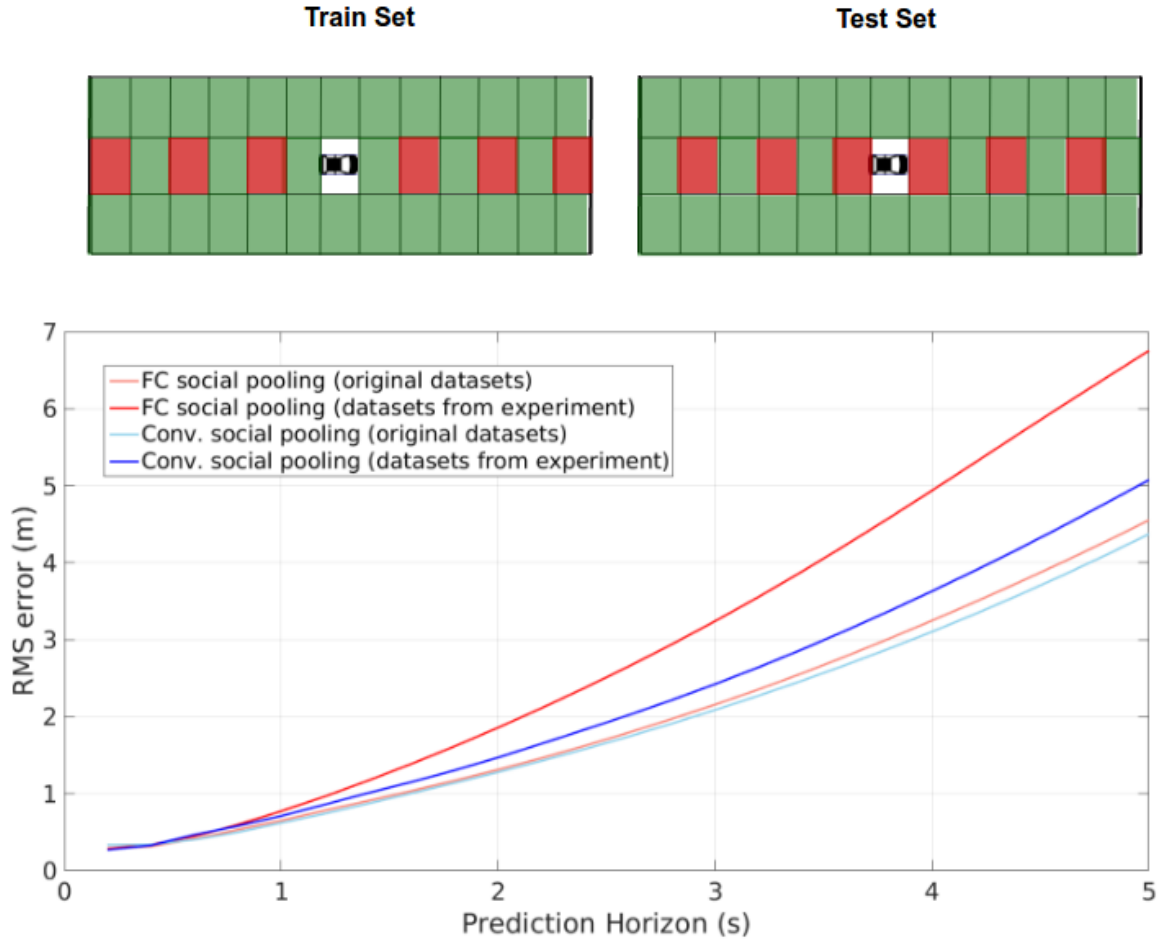 Train Set
Test Set
7
6
5
4
3
2
1
0
RMS error (m)
FC social pooling (original datasets)
FC social pooling (datasets from experiment)
Conv. social pooling (original datasets)
Conv. social pooling (datasets from experiment)
0 1 2 3 4 5
Prediction Horizon (s)